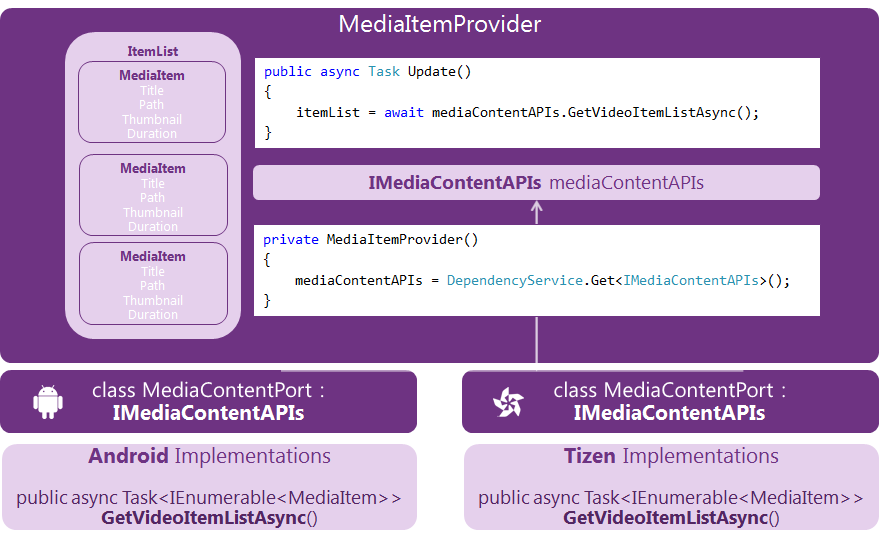 MediaItemProvider
ItemList
MediaItem
Title
Path
Thumbnail
Duration
MediaItem
Title
Path
Thumbnail
Duration
MediaItem
Title
Path
Thumbnail
Duration
public async Task Update()
{
itemList = await mediaContentAPIs.GetVideoItemListAsync();
}
IMediaContentAPIs mediaContentAPIs
private MediaItemProvider()
{
mediaContentAPIs = DependencyService.Get<IMediaContentAPIs>();
}
class MediaContentPort :
IMediaContentAPIs
Android Implementations
public async Task<IEnumerable<MediaItem>>
GetVideoItemListAsync()
class MediaContentPort :
IMediaContentAPIs
Tizen Implementations
public async Task<IEnumerable<MediaItem>>
GetVideoItemListAsync()